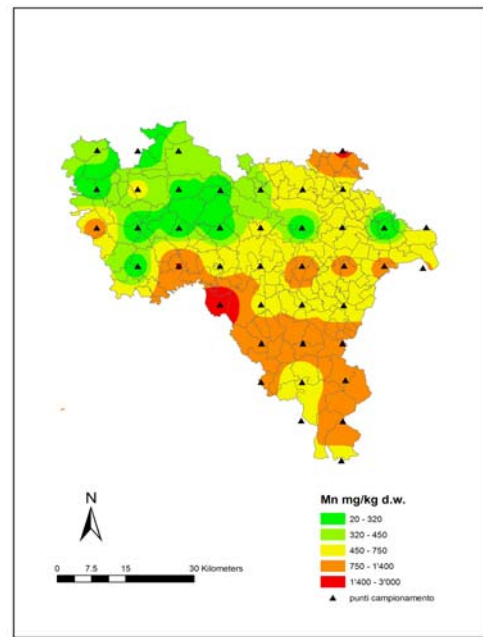 N
0 7.5 15 30 Kilometers
Mn mg/kg d.w.
20 - 320
320 - 450
450 - 750
750 - 1'400
1'400 - 3'000
punti campionamento